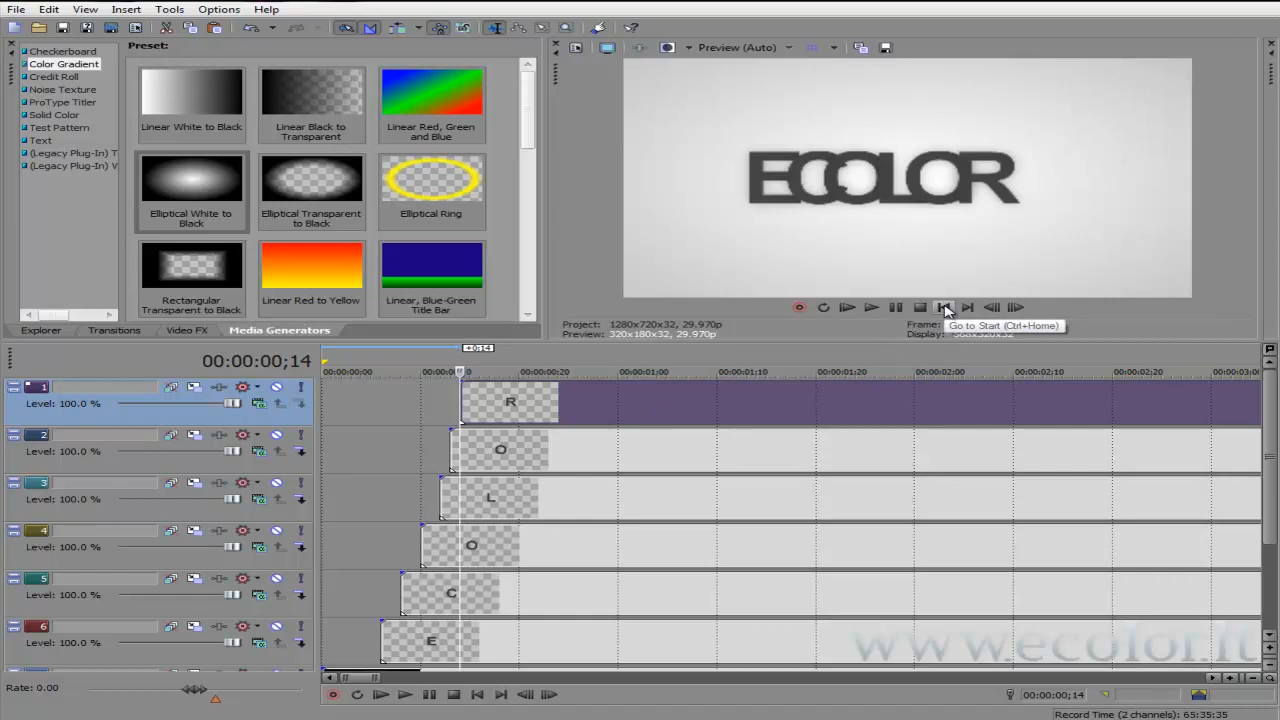 File Edit View Insert Tools Options Help
Checkerboard
Color Gradient
Credit Roll
Noise Texture
ProType Titler
Solid Color
Test Pattern
Text
(Legacy Plug-In) T
(Legacy Plug-In) W
Preset:
Linear White to Black
Linear Black to
Transparent
Linear Red, Green
and Blue
Elliptical White to
Black
Elliptical Transparent
to Black
Elliptical Ring
Rectangular
Transparent to Black
Linear Red to Yellow
Linear, Blue-Green
Title Bar
Explorer Transitions Video FX Media Generators
Preview (Auto)
ECOLOR
Project: 1280x720x32, 29.970p
Preview: 320x180x32, 29.970p
Frame:
Display:
Go to Start (Ctrl+Home)
00:00:00;14
+0;14
00:00:00;00 00:00:00;20 00:00:01;00 00:00:01;10 00:00:01;20 00:00:02;00 00:00:02;10 00:00:02;20
1
Level: 100.0 %
R
2
Level: 100.0 %
O
3
Level: 100.0 %
L
4
Level: 100.0 %
O
5
Level: 100.0 %
C
6
Level: 100.0 %
E
www.ecolor.lt
Rate: 0.00
00:00:00;14
Record Time (2 channels): 65:35:35